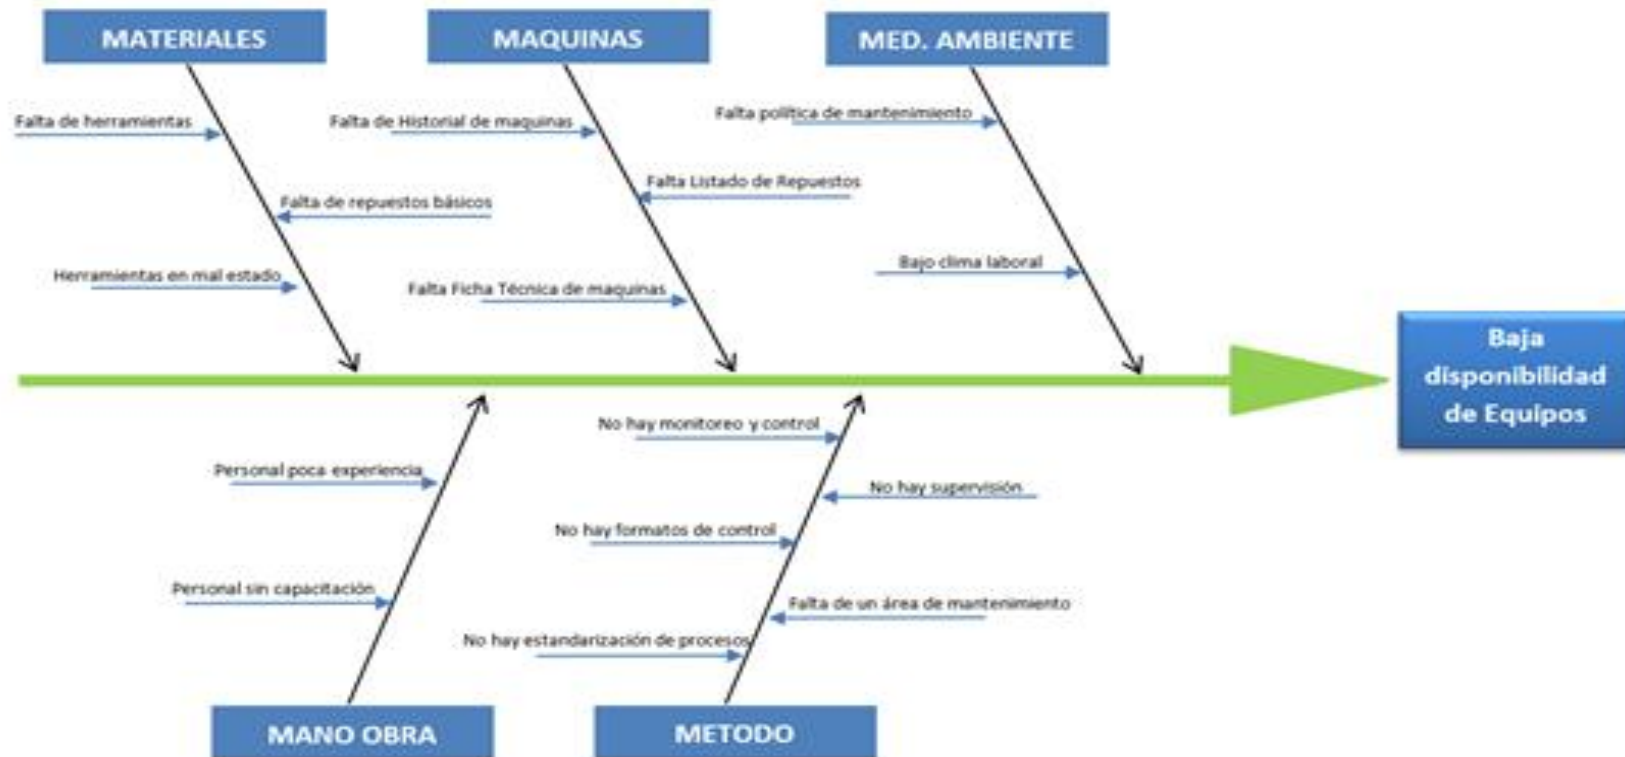 MATERIALES
MAQUINAS
MED. AMBIENTE
Falta de herramientas
Falta de repuestos básicos
Herramientas en mal estado
Falta de Historial de maquinas
Falta Listado de Repuestos
Falta Ficha Técnica de maquinas
Falta política de mantenimiento
Bajo clima laboral
Baja
disponibilidad
de Equipos
Personal poca experiencia
Personal sin capacitación
No hay monitoreo y control
No hay supervisión
No hay formatos de control
Falta de un área de mantenimiento
No hay estandarización de procesos
MANO OBRA
METODO